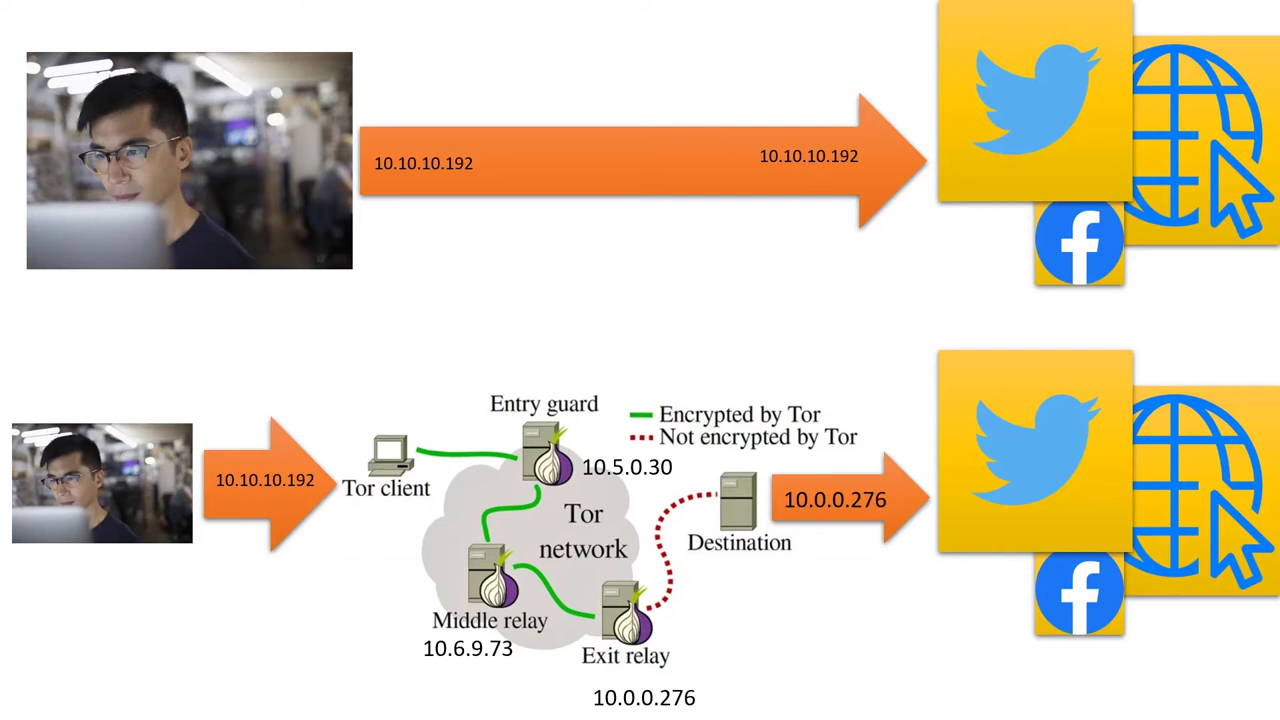 10.10.10.192
10.10.10.192
Entry guard
Encrypted by Tor
Not encrypted by Tor
10.5.0.30
10.10.10.192
Tor client
Tor
network
10.0.0.276
Destination
Middle relay
10.6.9.73
Exit relay
10.0.0.276